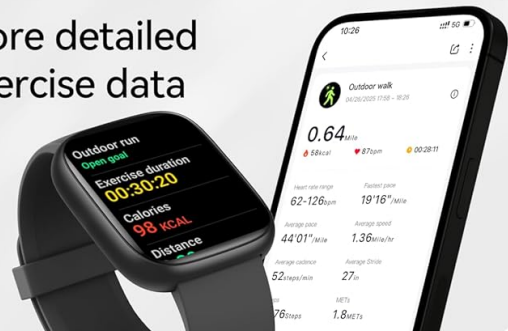 ore detailed
ercise data
Outdoor run
Open goal
Exercise duration
00:30:20
Calories
98 KCAL
Distance
10:26
5G
Outdoor walk
04/26/2025 17:58 - 18:26
0.64Mile
58kcal 87bpm 00:28:11
Heart rate range Fastest pace
62-126bpm 19'16"/Mile
Average pace Average speed
44'01"/Mile 1.36Mile/hr
Average cadence Average Stride
52steps/min 27in
METs
76Steps 1.8METs